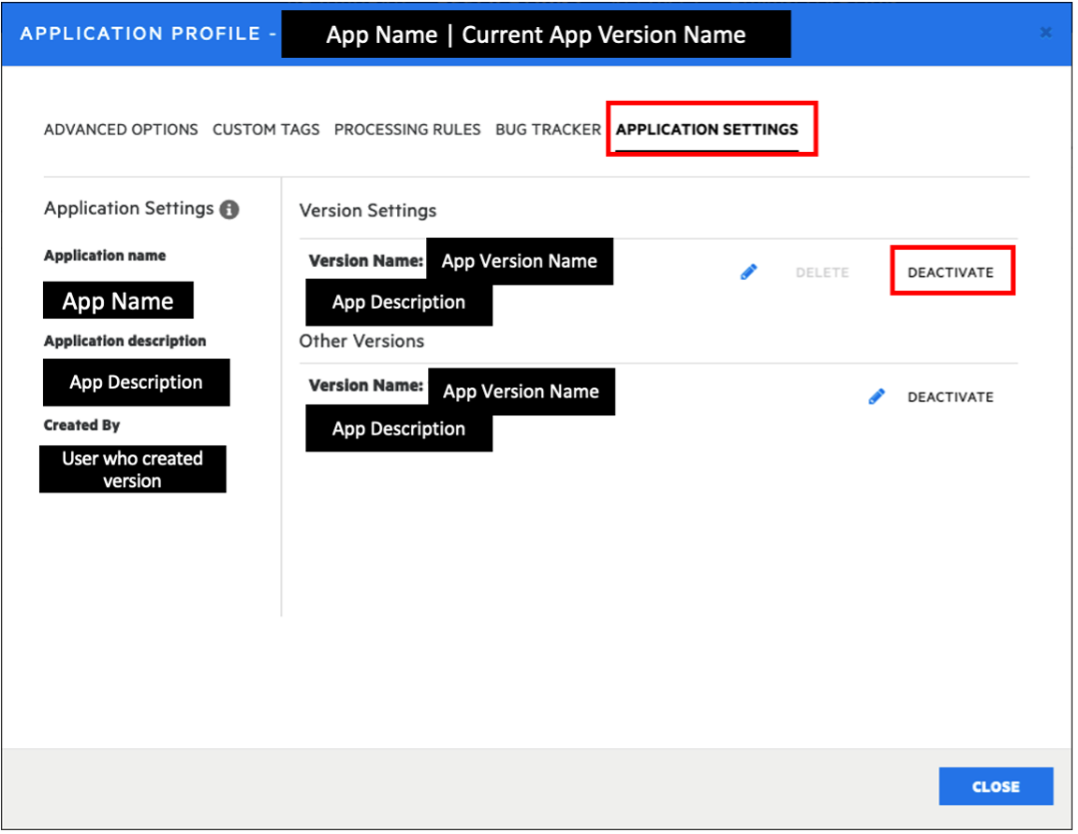 APPLICATION PROFILE - App Name | Current App Version Name ×
ADVANCED OPTIONS CUSTOM TAGS PROCESSING RULES BUG TRACKER APPLICATION SETTINGS
Application Settings
Application name
App Name
Application description
App Description
Created By
User who created
version
Version Settings
Version Name: App Version Name
DELETE DEACTIVATE
App Description
Other Versions
Version Name: App Version Name
DEACTIVATE
App Description
CLOSE